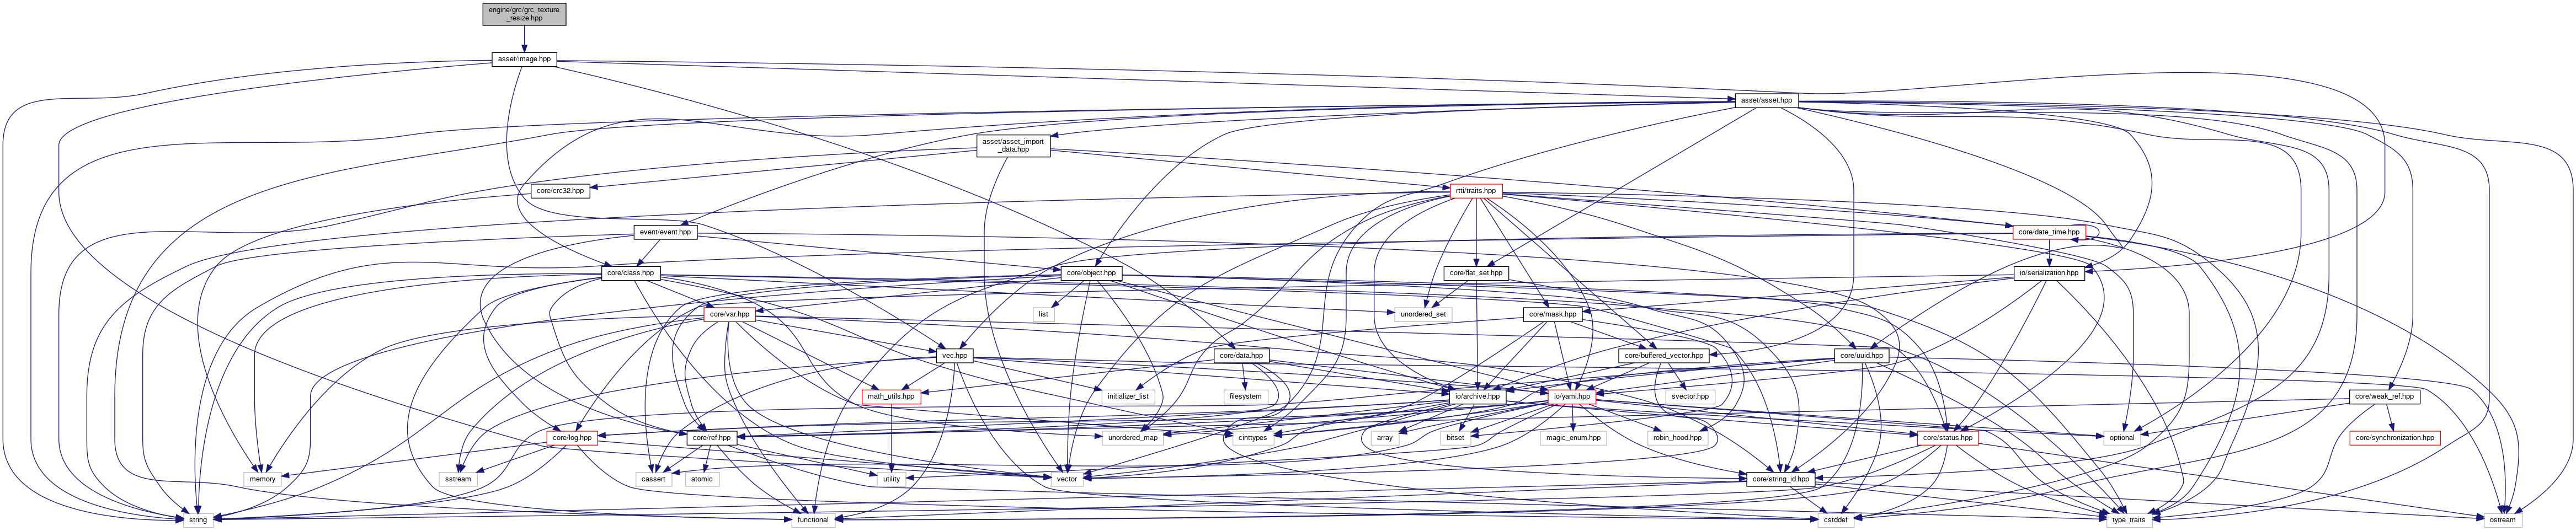 engine/grc/grc_texture
_resize.hpp
asset/image.hpp
asset/asset.hpp
asset/asset_import
_data.hpp
core/crc32.hpp
rtti/traits.hpp
event/event.hpp
core/date_time.hpp
core/class.hpp
core/object.hpp
core/flat_set.hpp
io/serialization.hpp
core/var.hpp
list
unordered_set
core/mask.hpp
vec.hpp
core/data.hpp
core/buffered_vector.hpp
core/uuid.hpp
math_utils.hpp
initializer_list
filesystem
io/archive.hpp
io/yaml.hpp
svector.hpp
core/weak_ref.hpp
core/log.hpp
core/ref.hpp
unordered_map
cinttypes
array
bitset
magic_enum.hpp
robin_hood.hpp
core/status.hpp
optional
core/synchronization.hpp
memory
sstream
cassert
atomic
utility
vector
core/string_id.hpp
string
functional
cstddef
type_traits
ostream